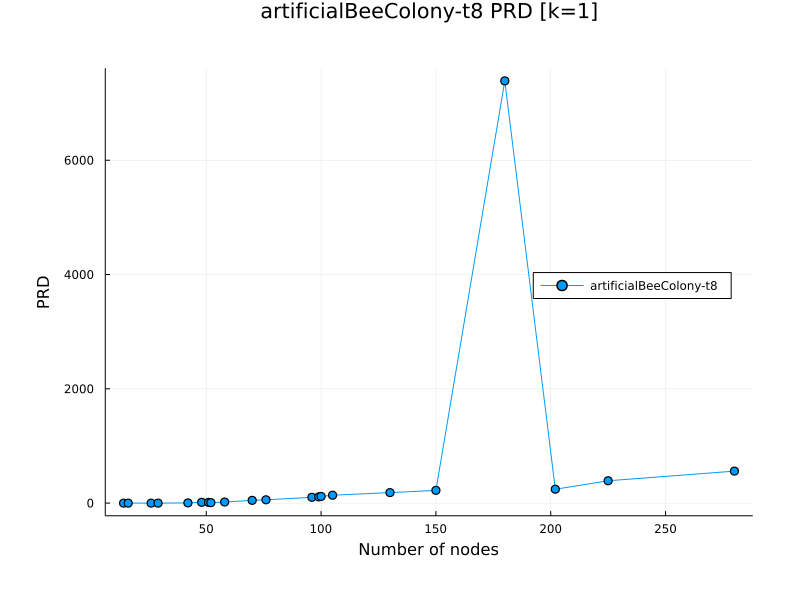 artificialBeeColony-t8 PRD [k=1]
6000
4000
2000
0
PRD
artificialBeeColony-t8
50 100 150 200 250
Number of nodes